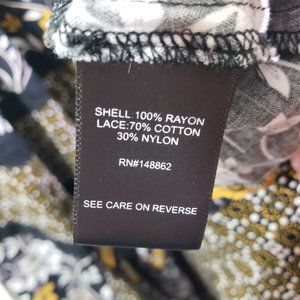 SHELL:100% RAYON
LACE:70% COTTON
30% NYLON
RN#148862
SEE CARE ON REVERSE